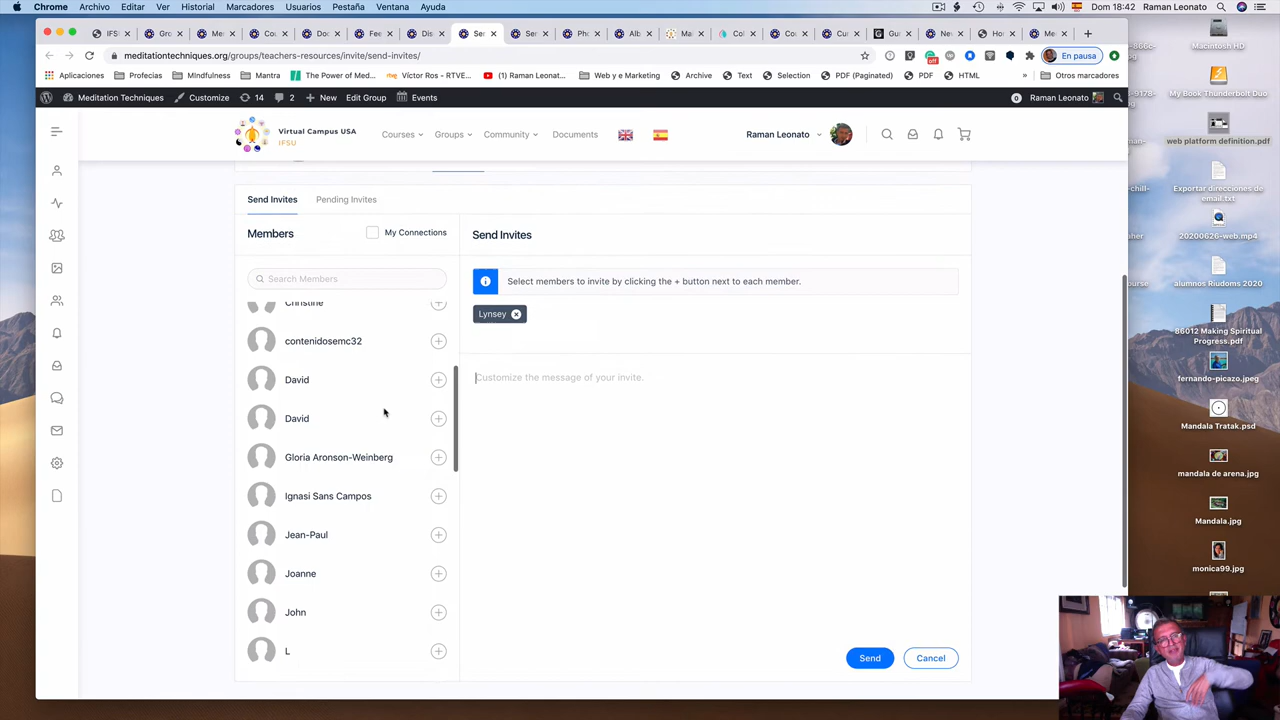 Chrome Archivo Editar Ver Historial Marcadores Usuarios Pestaña Ventana Ayuda Dom 18:42 Raman Leonato
meditationtechniques.org/groups/teachers-resources/invite/send-invites/ En pausa
Aplicaciones Profecías MIndfulness Mantra The Power of Med... Víctor Ros – RTVE... (1) Raman Leonat... Web y e Marketing Archive Text Selection PDF (Paginated) PDF HTML » Otros marcadores
Meditation Techniques Customize 14 2 New Edit Group Events 0 Raman Leonato
Virtual Campus USA
IFSU
Courses Groups Community Documents Raman Leonato
Send Invites Pending Invites
Members My Connections Send Invites
Search Members Select members to invite by clicking the + button next to each member.
Christine Lynsey
contenidosemc32
David Customize the message of your invite.
David
Gloria Aronson-Weinberg
Ignasi Sans Campos
Jean-Paul
Joanne
John
L
Send Cancel
Macintosh HD
My Book Thunderbolt Duo
web platform definition.pdf
Exportar direcciones de email.txt
20200626-web.mp4
alumnos Riudoms 2020
86012 Making Spiritual Progress.pdf
fernando-picazo.jpeg
Mandala Tratak.psd
mandala de arena.jpg
Mandala.jpg
monica99.jpg